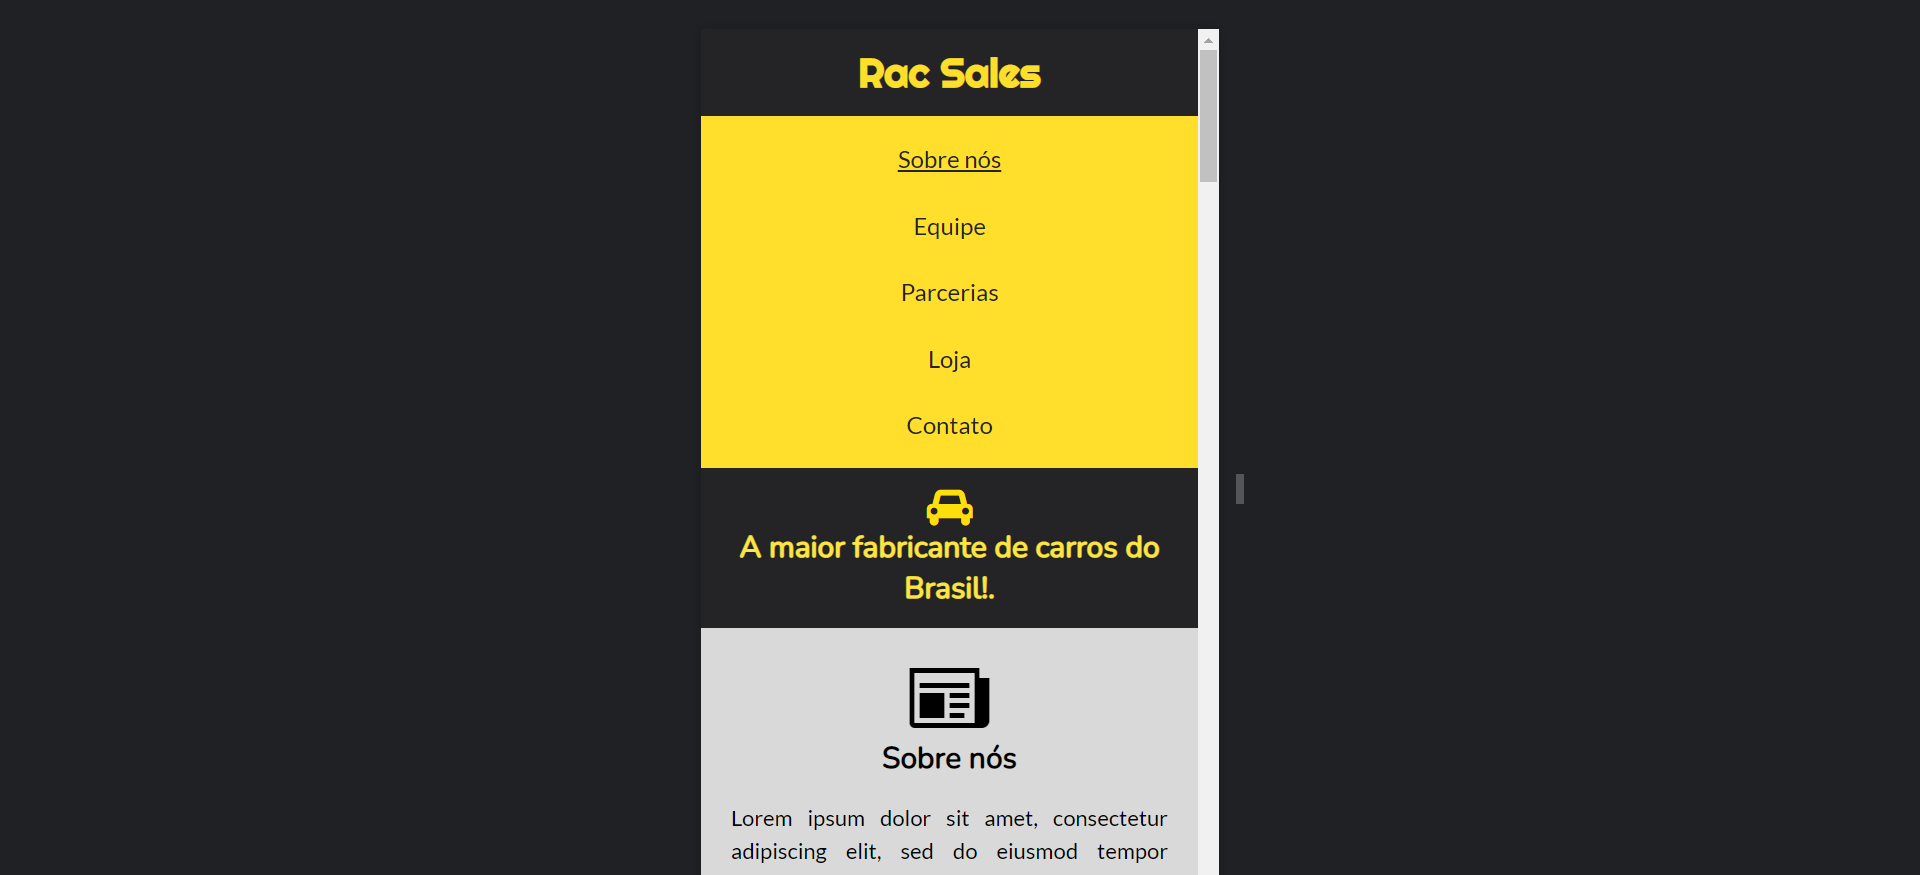 Rac Sales
Sobre nós
Equipe
Parcerias
Loja
Contato
A maior fabricante de carros do
Brasil!.
Sobre nós
Lorem ipsum dolor sit amet, consectetur
adipiscing elit, sed do eiusmod tempor